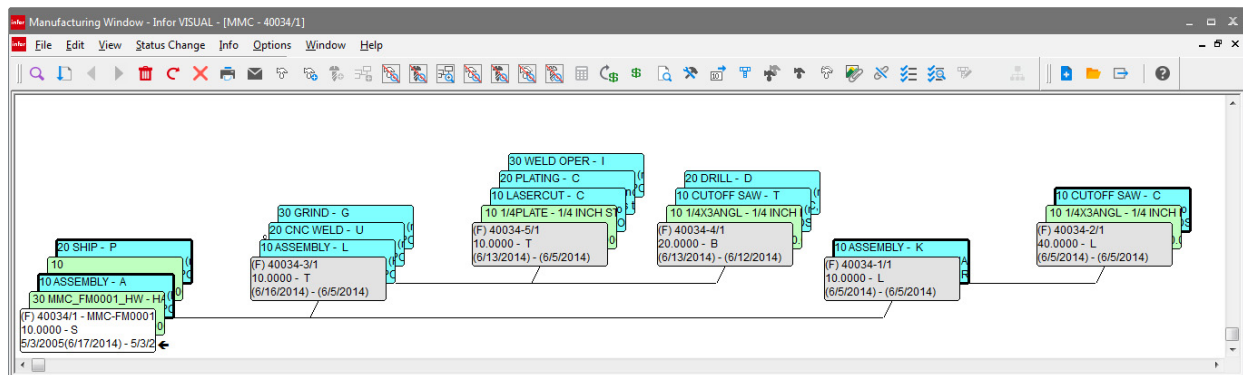 infor Manufacturing Window - Infor VISUAL - [MMC - 40034/1]
infor File Edit View Status Change Info Options Window Help
30 WELD OPER - I
20 PLATING - C
10 LASERCUT - C
10 1/4PLATE - 1/4 INCH ST
(F) 40034-5/1
10.0000 - T
(6/13/2014) - (6/5/2014)
20 DRILL - D
10 CUTOFF SAW - T
10 1/4X3ANGL - 1/4 INCH
(F) 40034-4/1
20.0000 - B
(6/13/2014) - (6/12/2014)
10 CUTOFF SAW - C
10 1/4X3ANGL - 1/4 INCH
(F) 40034-2/1
40.0000 - L
(6/5/2014) - (6/5/2014)
30 GRIND - G
20 CNC WELD - U
10 ASSEMBLY - L
(F) 40034-3/1
10.0000 - T
(6/16/2014) - (6/5/2014)
10 ASSEMBLY - K
(F) 40034-1/1
10.0000 - L
(6/5/2014) - (6/5/2014)
20 SHIP - P
10
10 ASSEMBLY - A
30 MMC_FM0001_HW - HA
(F) 40034/1 - MMC-FM0001
10.0000 - S
5/3/2005(6/17/2014) - 5/3/2